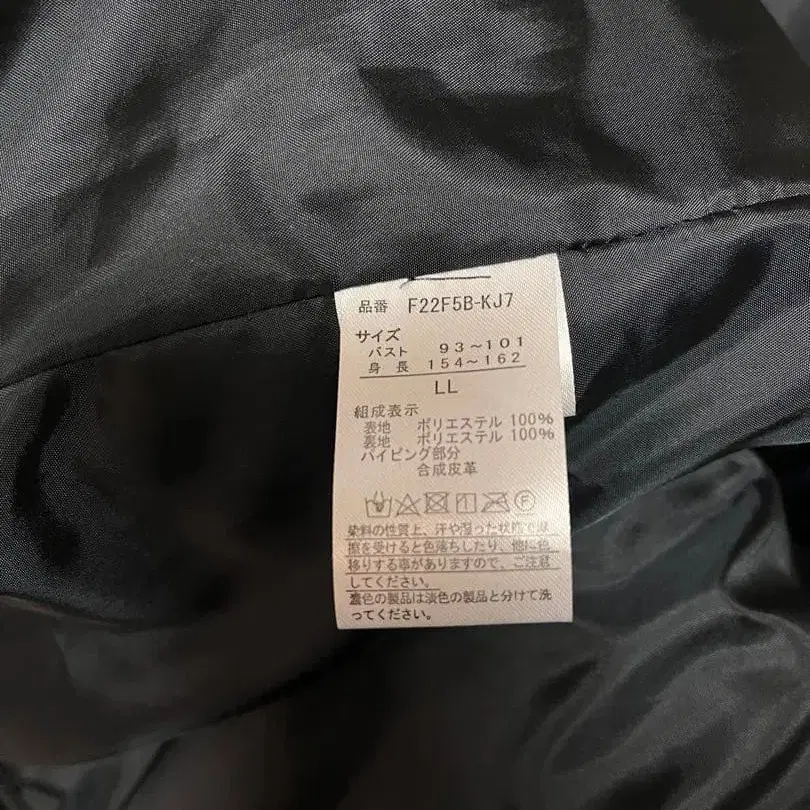 品番 F22F5B-KJ7
サイズ
バスト 93～101
身長 154～162
LL
組成表示
表地 ポリエステル 100%
裏地 ポリエステル 100%
パイピング部分
合成皮革
F
染料の性質上、汗や湿った状態で摩
擦を受けると色落ちしたり、他に色
移りする事がありますので、ご注意
してください。
濃色の製品は淡色の製品と分けて洗
ってください。